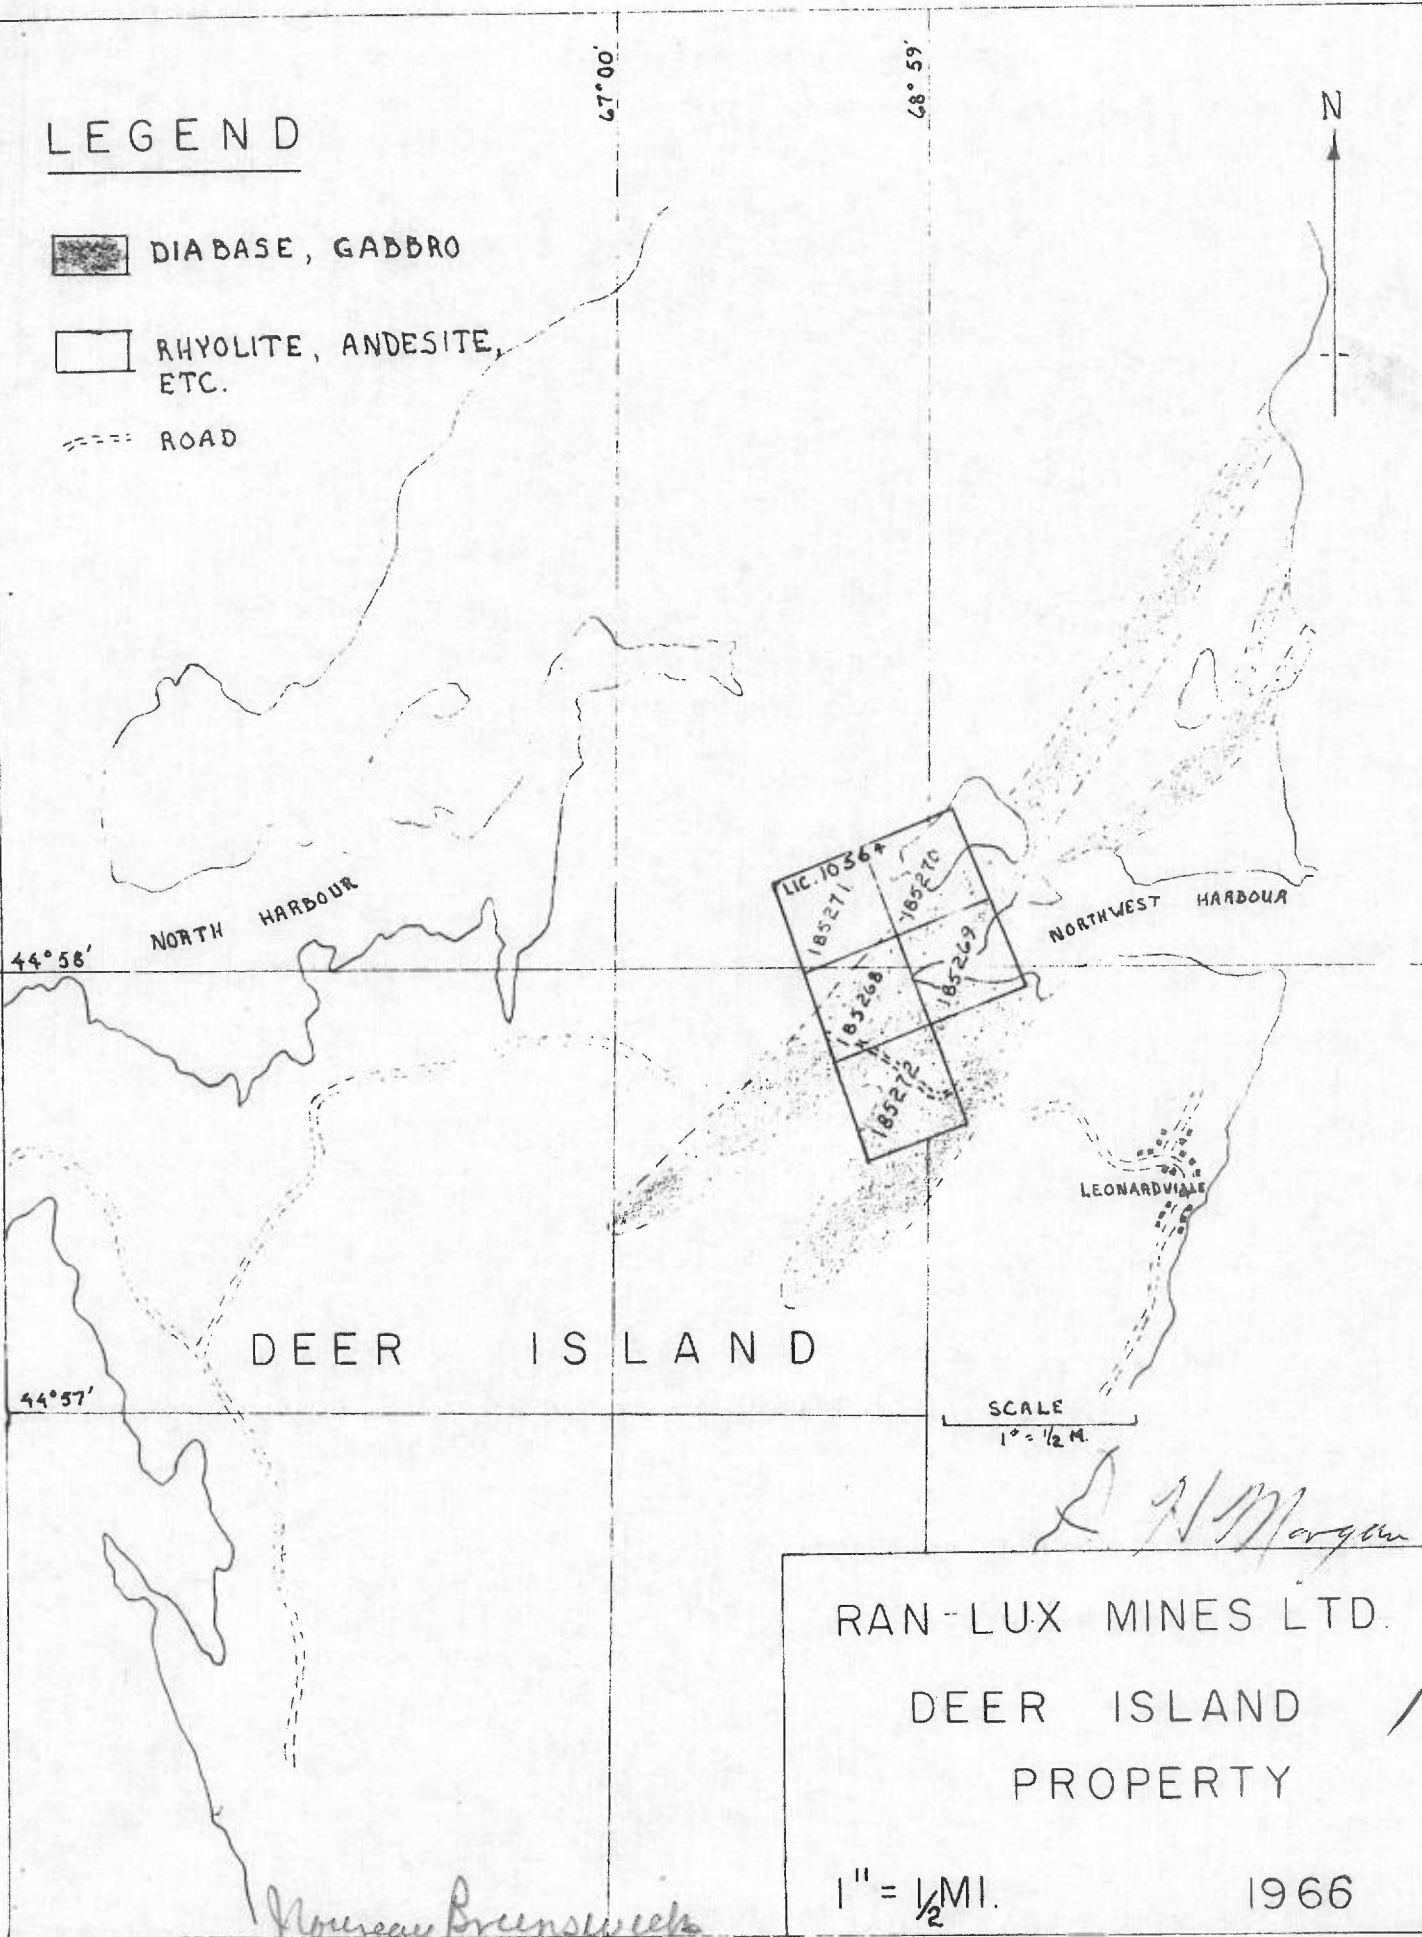 67°00'
68° 59'
N
LEGEND
DIABASE, GABBRO
RHYOLITE, ANDESITE,
ETC.
ROAD
LIC. 1056
185271
185270
NORTH HARBOUR
NORTHWEST HARBOUR
44°58'
185269
185268
185272
LEONARDVILLE
DEER ISLAND
44°57'
SCALE
1" = 1/2 M.
H Morgan
RAN-LUX MINES LTD.
DEER ISLAND
PROPERTY
1" = 1/2 MI. 1966
Nouveau Brunswick